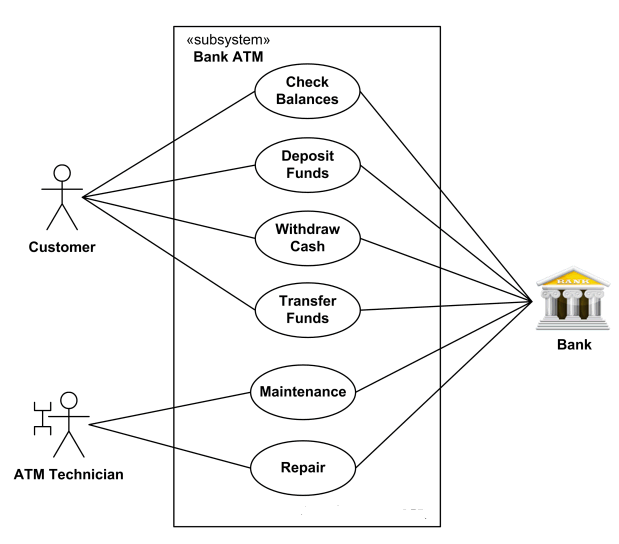 «subsystem»
Bank ATM
Check
Balances
Deposit
Funds
Customer
Withdraw
Cash
Transfer
Funds
BANK
Bank
Maintenance
ATM Technician
Repair